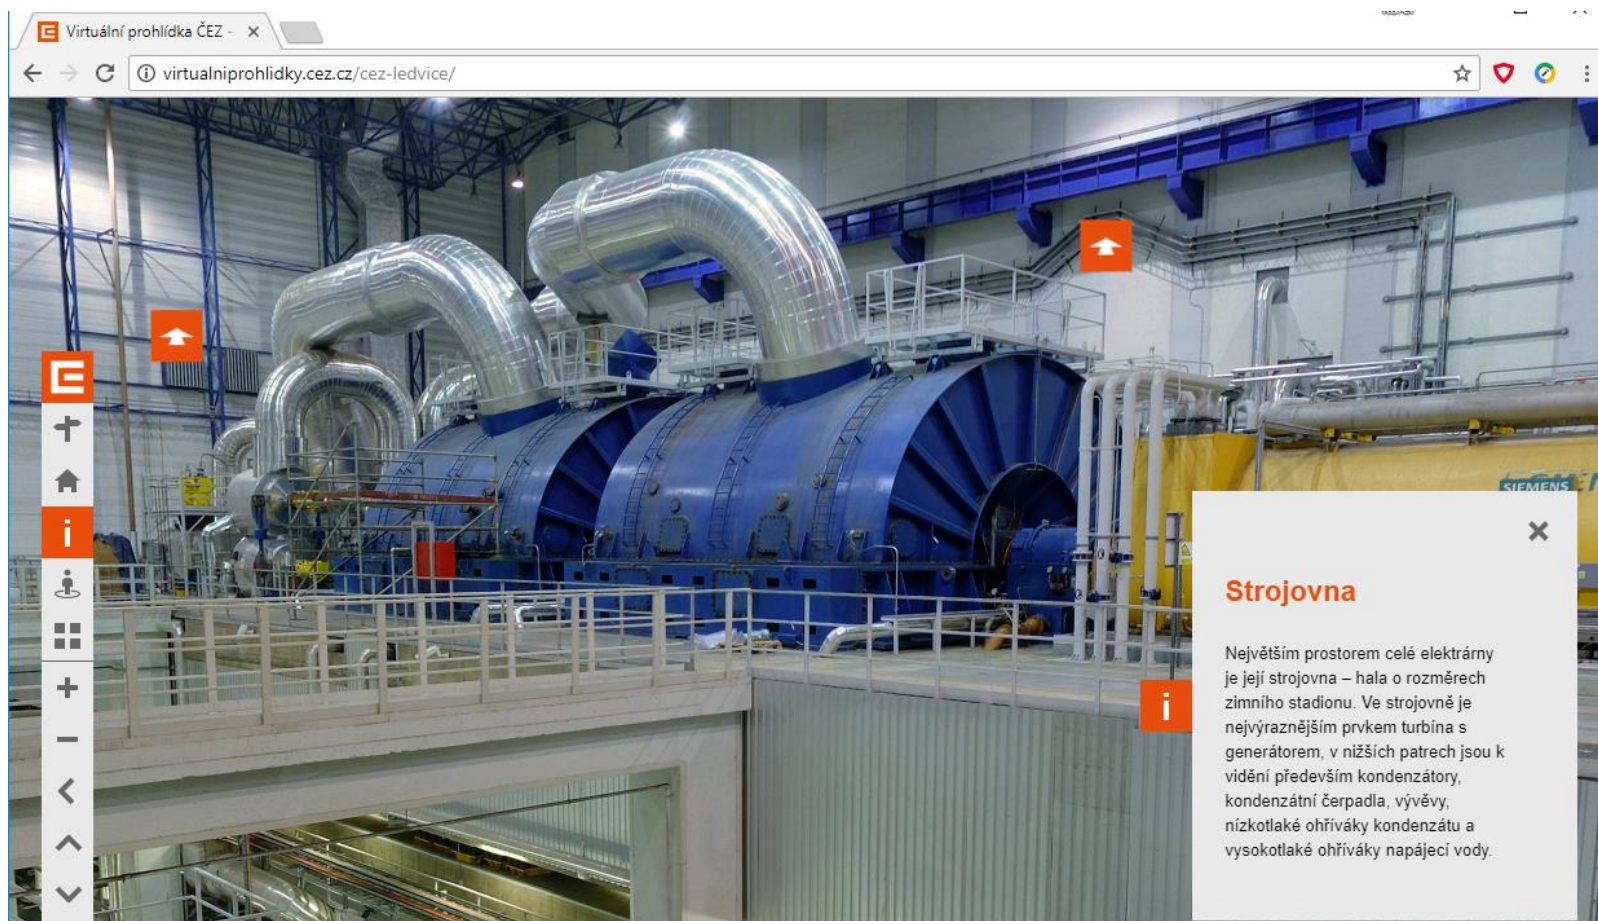 Virtuální prohlídka ČEZ -
virtualniprohlidky.cez.cz/cez-ledvice/
SIEMENS
Strojovna
Největším prostorem celé elektrárny
je její strojovna – hala o rozměrech
zimního stadionu. Ve strojovně je
nejvýraznějším prvkem turbína s
generátorem, v nižších patrech jsou k
vidění především kondenzátory,
kondenzátní čerpadla, vývěvy,
nízkotlaké ohříváky kondenzátu a
vysokotlaké ohříváky napájecí vody.